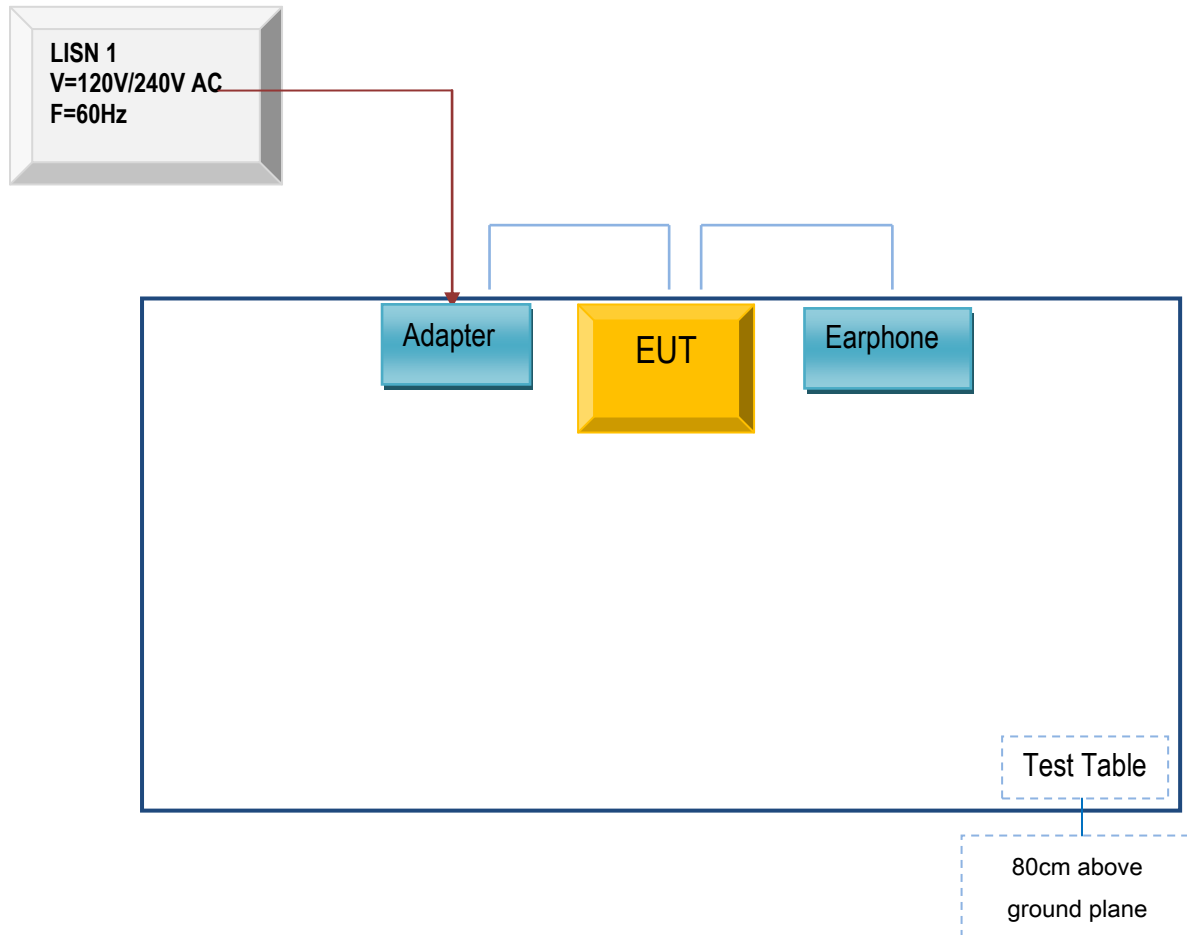 LISN 1
V=120V/240V AC
F=60Hz
Adapter
EUT
Earphone
Test Table
80cm above
ground plane